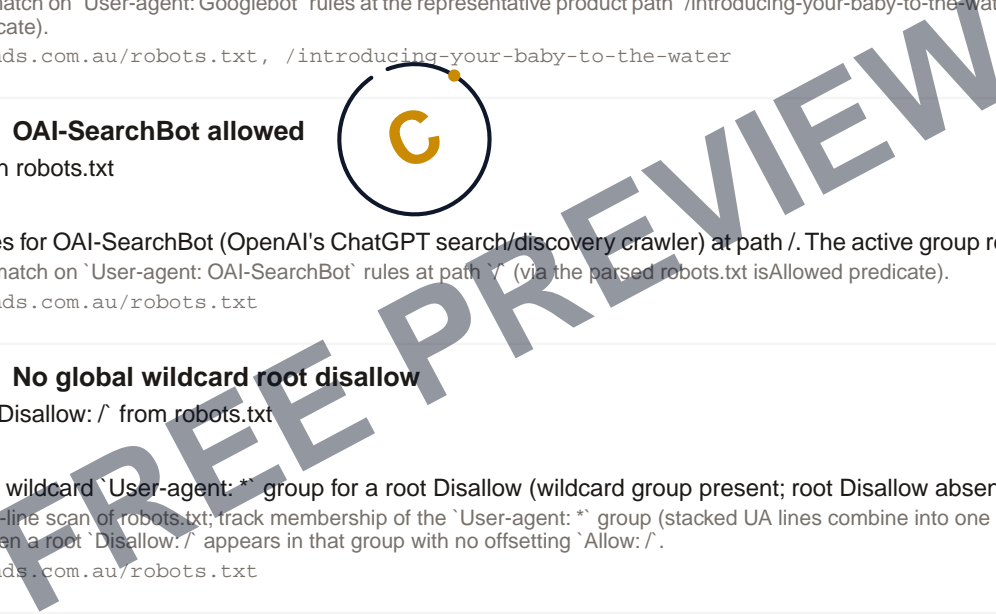 match on `User-agent: Googlebot` rules at the representative product path `/introducing-your-baby-to-the-wat
cate).
ds.com.au/robots.txt, /introducing-your-baby-to-the-water
C
OAI-SearchBot allowed
n robots.txt
es for OAI-SearchBot (OpenAI's ChatGPT search/discovery crawler) at path /. The active group r
match on `User-agent: OAI-SearchBot` rules at path `/` (via the parsed robots.txt isAllowed predicate).
ds.com.au/robots.txt
No global wildcard root disallow
Disallow: /` from robots.txt
wildcard `User-agent: *` group for a root Disallow (wildcard group present; root Disallow absen
-line scan of robots.txt; track membership of the `User-agent: *` group (stacked UA lines combine into one
en a root `Disallow: /` appears in that group with no offsetting `Allow: /`.
ds.com.au/robots.txt
FREE PREVIEW